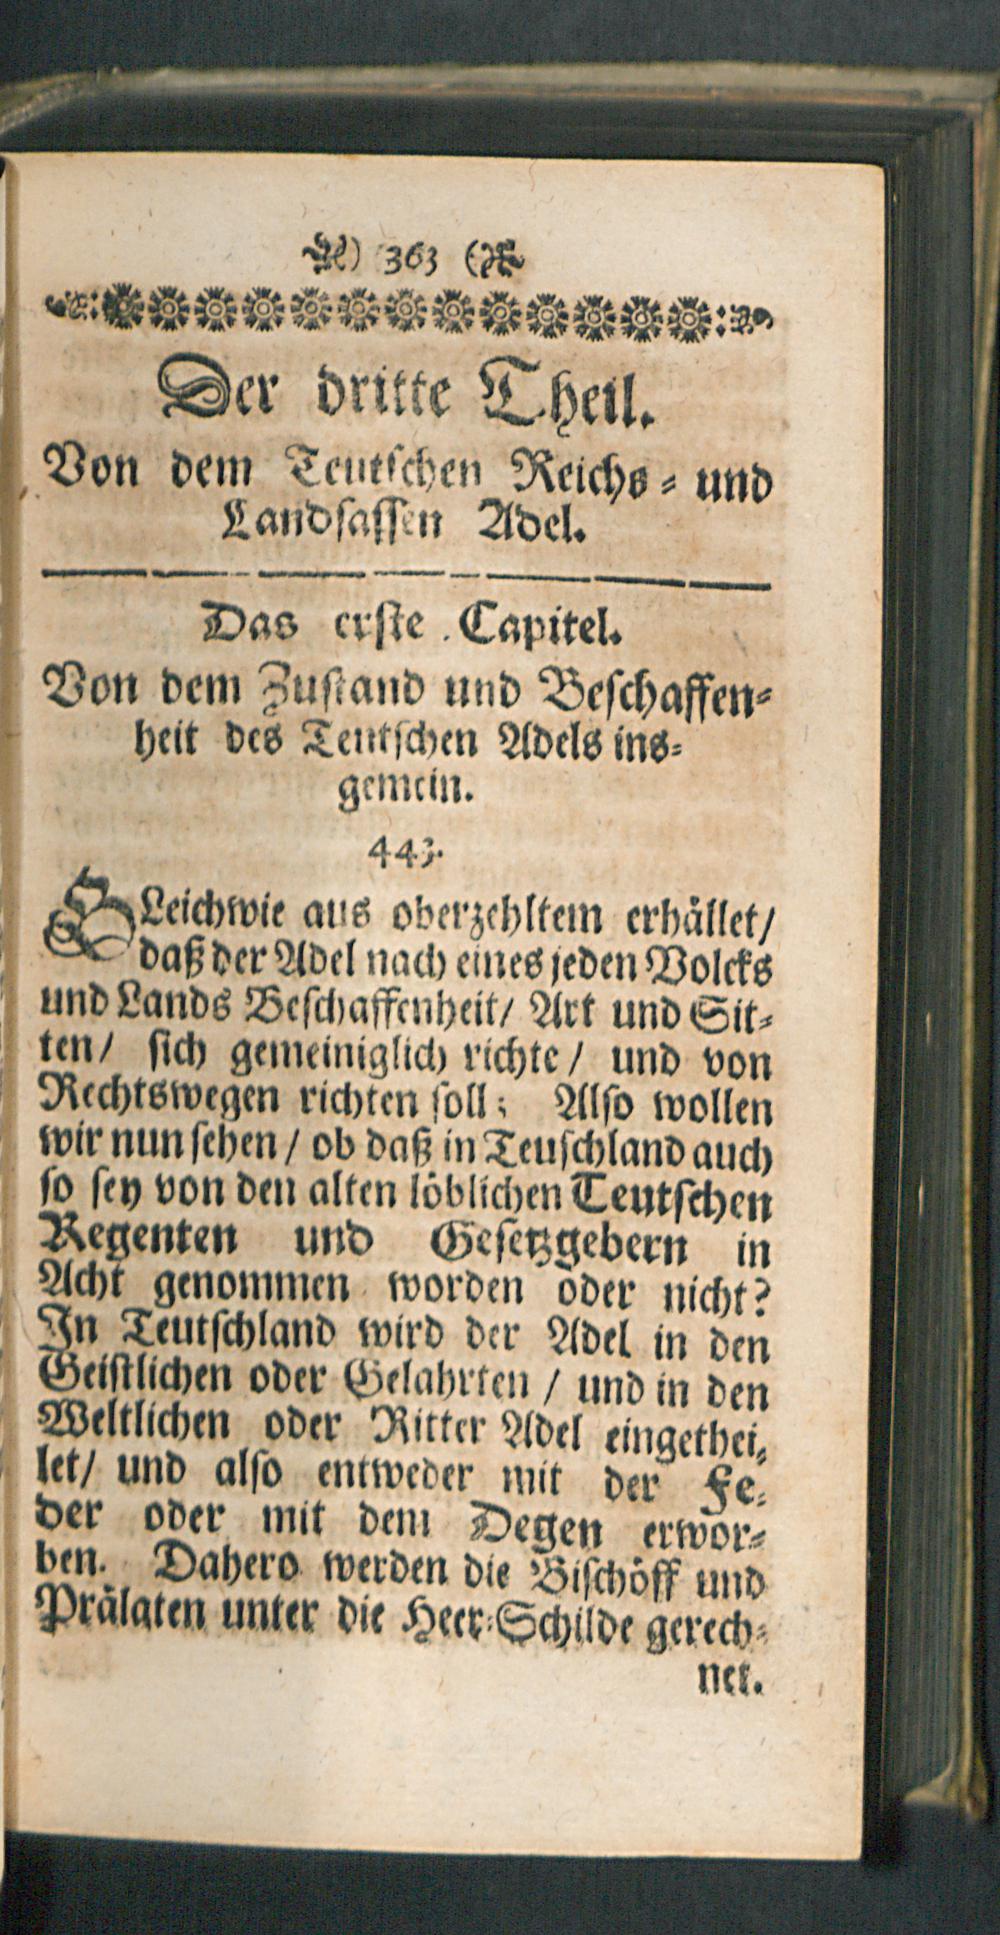 ) 363 (
Der dritte Theil.
Von dem Teutschen Reichs- und
Landsassen Adel.
Das erste Capitel.
Von dem Zustand und Beschaffen-
heit des Teutschen Adels ins-
gemein.
443.
GLeichwie aus oberzehltem erhället/
daß der Adel nach eines jeden Volcks
und Lands Beschaffenheit/ Art und Sit-
ten/ sich gemeiniglich richte/ und von
Rechtswegen richten soll; Also wollen
wir nun sehen/ ob daß in Teuschland auch
so sey von den alten löblichen Teutschen
Regenten und Gesetzgebern in
Acht genommen worden oder nicht?
In Teutschland wird der Adel in den
Geistlichen oder Gelahrten/ und in den
Weltlichen oder Ritter Adel eingethei-
let/ und also entweder mit der Fe-
der oder mit dem Degen erwor-
ben. Dahero werden die Bischöff und
Prälaten unter die Heer-Schilde gerech-
net.